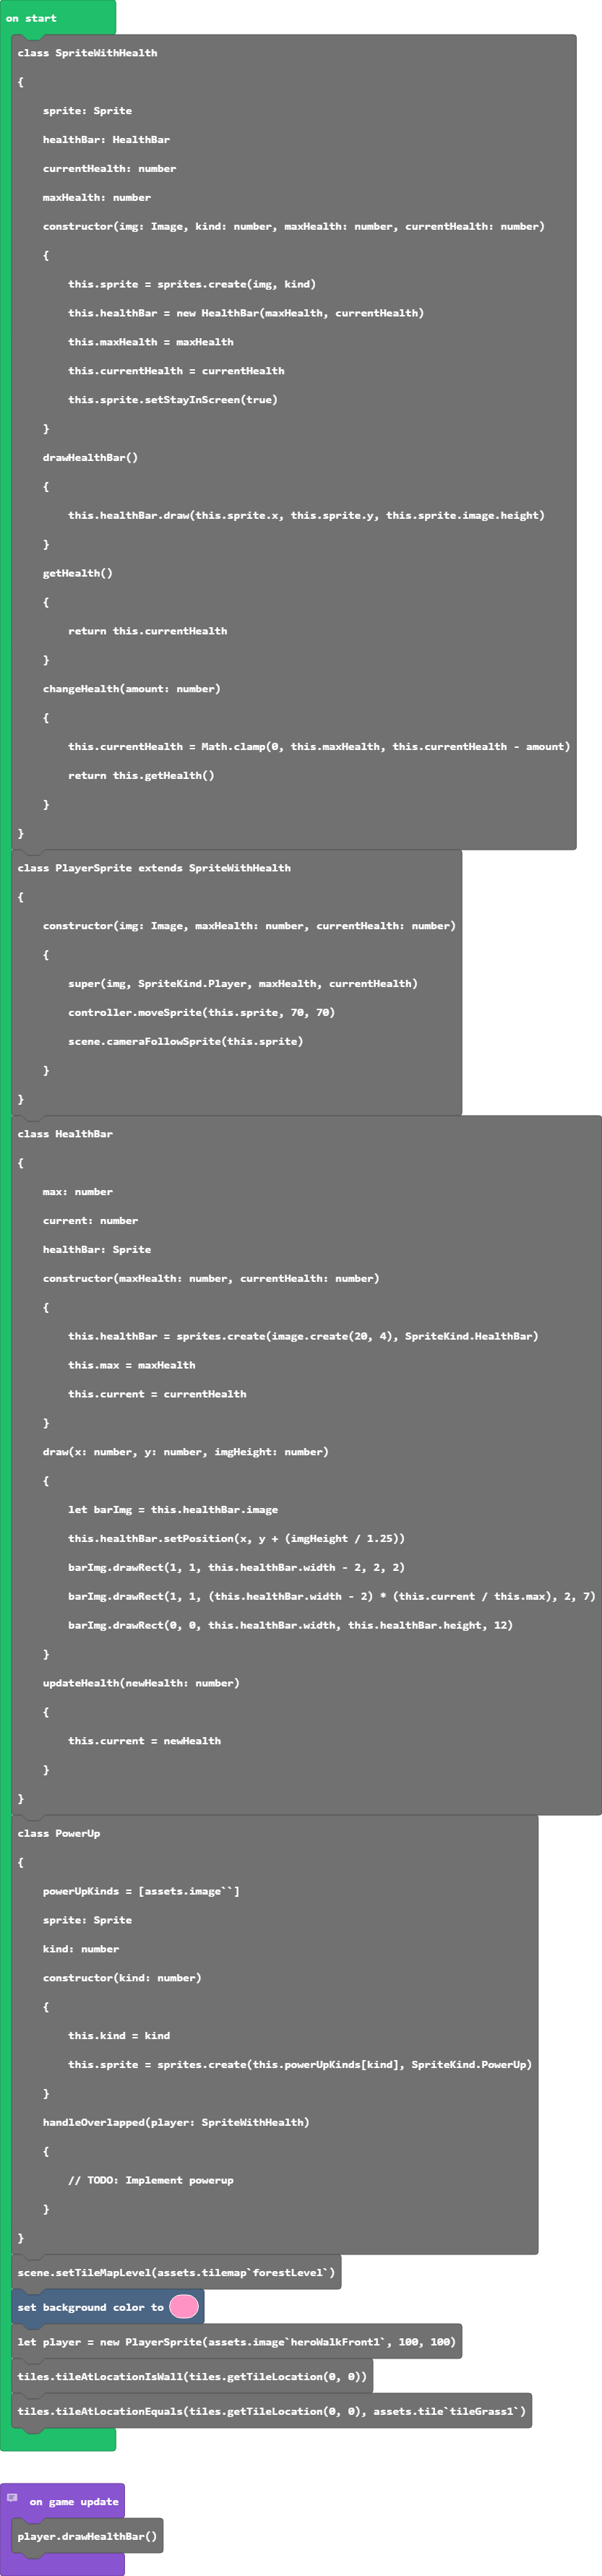 on start
class SpriteWithHealth
{
sprite: Sprite
healthBar: HealthBar
currentHealth: number
maxHealth: number
constructor(img: Image, kind: number, maxHealth: number, currentHealth: number)
{
this.sprite = sprites.create(img, kind)
this.healthBar = new HealthBar(maxHealth, currentHealth)
this.maxHealth = maxHealth
this.currentHealth = currentHealth
this.sprite.setStayInScreen(true)
}
drawHealthBar()
{
this.healthBar.draw(this.sprite.x, this.sprite.y, this.sprite.image.height)
}
getHealth()
{
return this.currentHealth
}
changeHealth(amount: number)
{
this.currentHealth = Math.clamp(0, this.maxHealth, this.currentHealth - amount)
return this.getHealth()
}
}
class PlayerSprite extends SpriteWithHealth
{
constructor(img: Image, maxHealth: number, currentHealth: number)
{
super(img, SpriteKind.Player, maxHealth, currentHealth)
controller.moveSprite(this.sprite, 70, 70)
scene.cameraFollowSprite(this.sprite)
}
}
class HealthBar
{
max: number
current: number
healthBar: Sprite
constructor(maxHealth: number, currentHealth: number)
{
this.healthBar = sprites.create(image.create(20, 4), SpriteKind.HealthBar)
this.max = maxHealth
this.current = currentHealth
}
draw(x: number, y: number, imgHeight: number)
{
let barImg = this.healthBar.image
this.healthBar.setPosition(x, y + (imgHeight / 1.25))
barImg.drawRect(1, 1, this.healthBar.width - 2, 2, 2)
barImg.drawRect(1, 1, (this.healthBar.width - 2) * (this.current / this.max), 2, 7)
barImg.drawRect(0, 0, this.healthBar.width, this.healthBar.height, 12)
}
updateHealth(newHealth: number)
{
this.current = newHealth
}
}
class PowerUp
{
powerUpKinds = [assets.image``]
sprite: Sprite
kind: number
constructor(kind: number)
{
this.kind = kind
this.sprite = sprites.create(this.powerUpKinds[kind], SpriteKind.PowerUp)
}
handleOverlapped(player: SpriteWithHealth)
{
// TODO: Implement powerup
}
}
scene.setTileMapLevel(assets.tilemap`forestLevel`)
set background color to
let player = new PlayerSprite(assets.image`heroWalkFront1`, 100, 100)
tiles.tileAtLocationIsWall(tiles.getTileLocation(0, 0))
tiles.tileAtLocationEquals(tiles.getTileLocation(0, 0), assets.tile`tileGrass1`)
on game update
player.drawHealthBar()